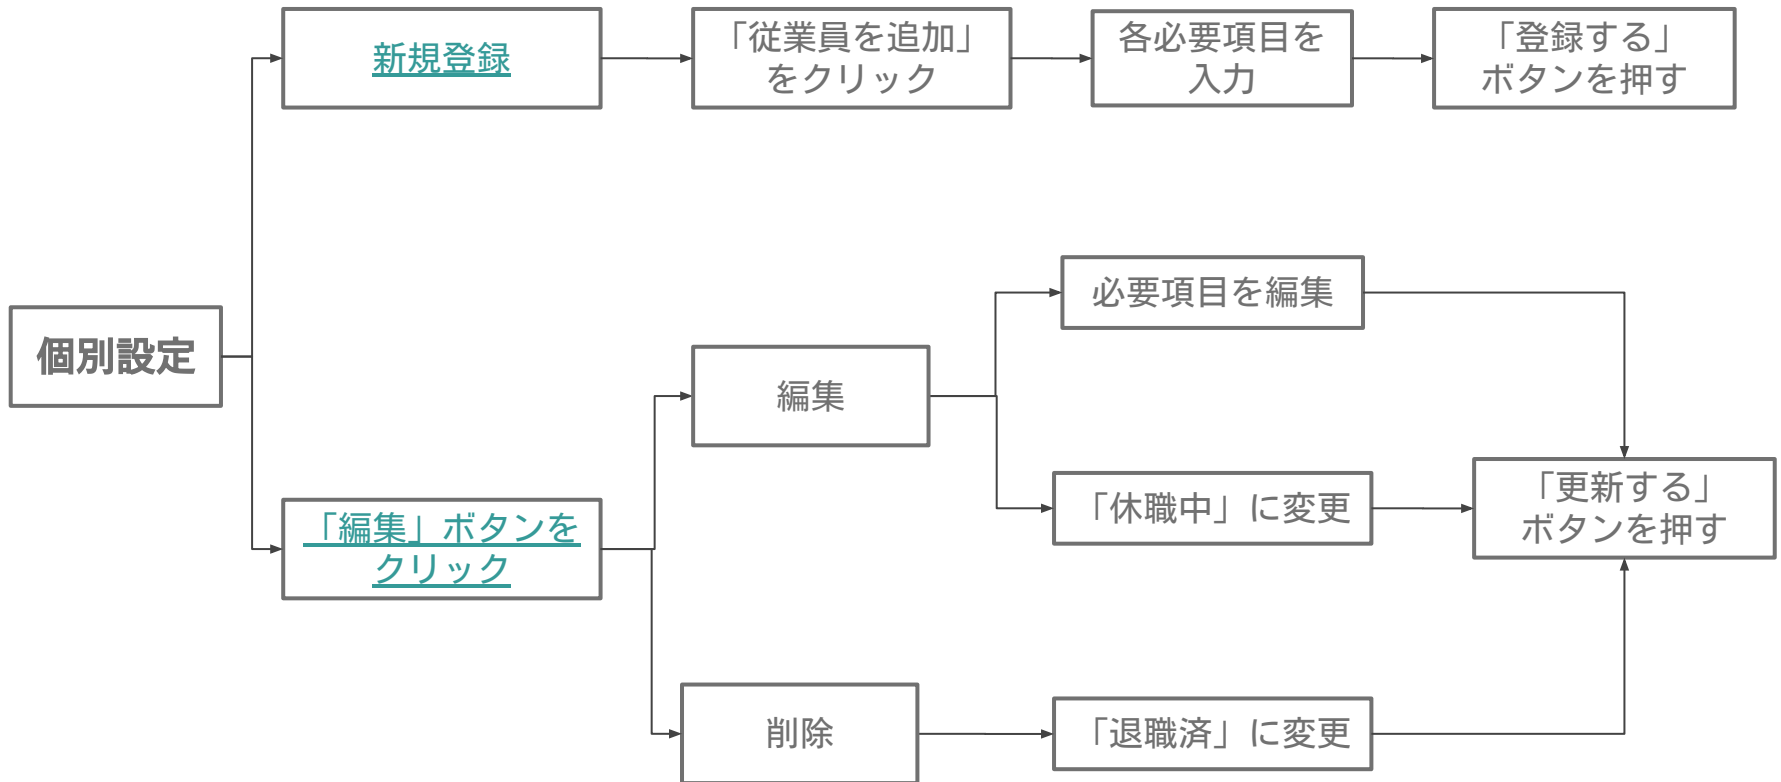 新規登録
「従業員を追加」
をクリック
各必要項目を
入力
「登録する」
ボタンを押す
個別設定
「編集」ボタンを
クリック
編集
必要項目を編集
「休職中」に変更
「更新する」
ボタンを押す
削除
「退職済」に変更